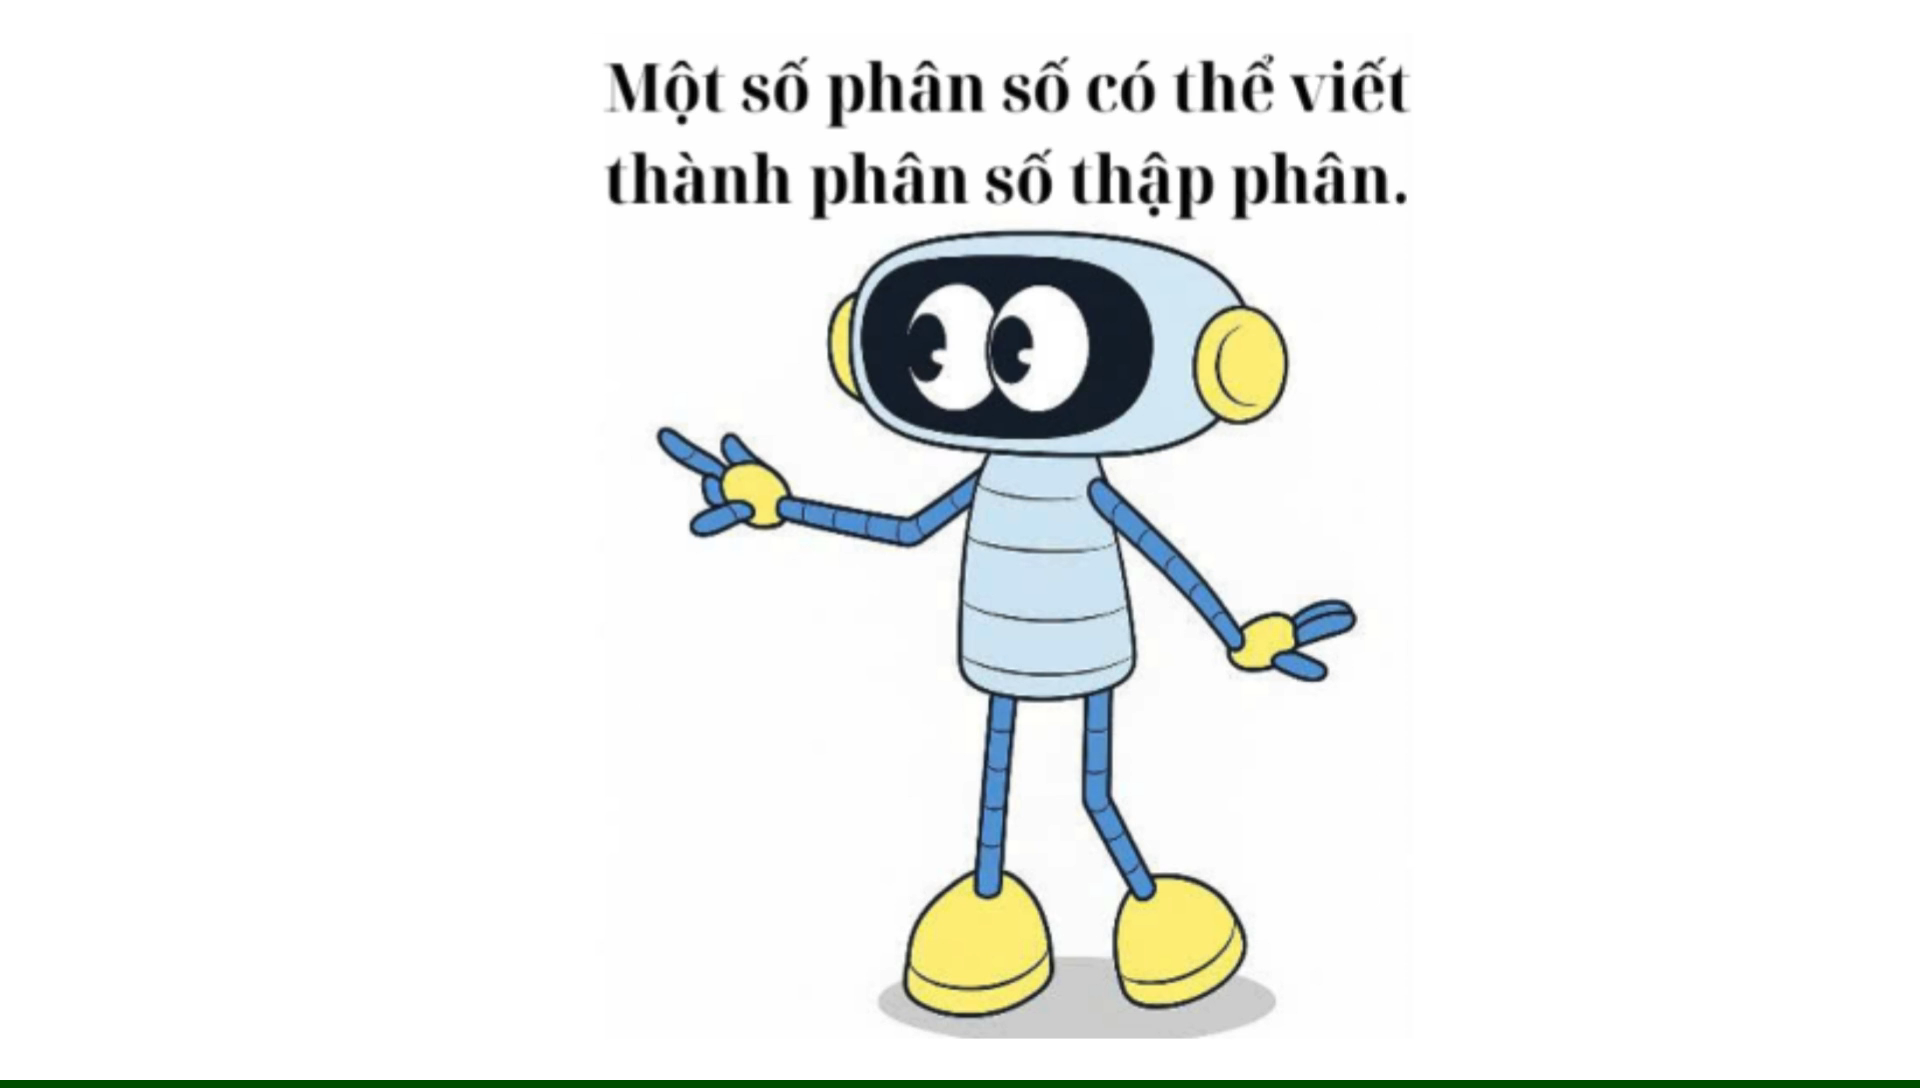 Một số phân số có thể viết
thành phân số thập phân.